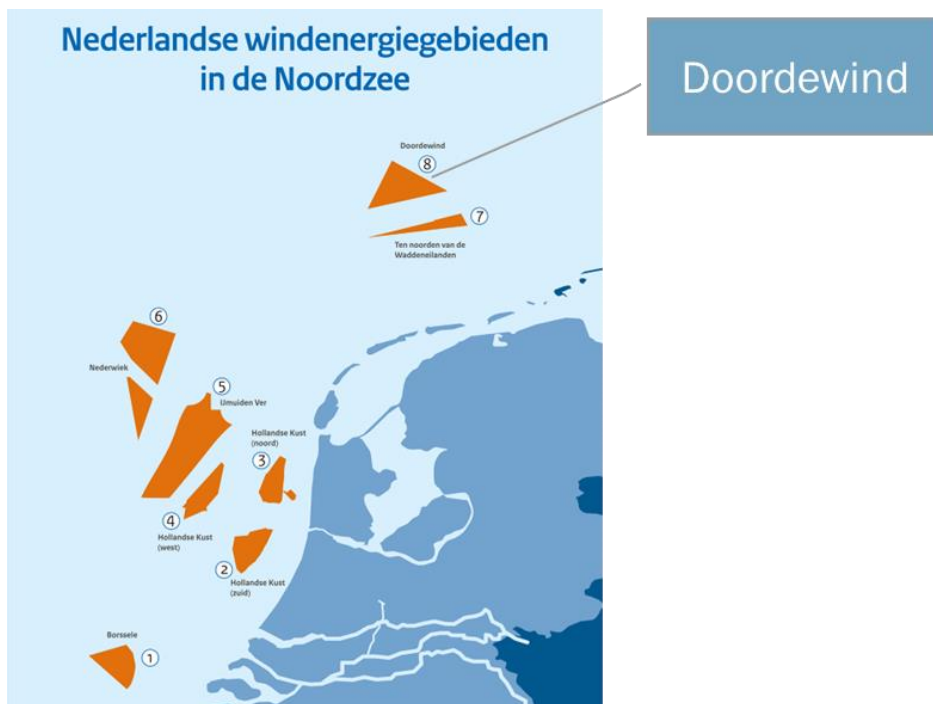 Nederlandse windenergiegebieden
in de Noordzee
Doordewind
Doordewind
8
7
Ten noorden van de
Waddeneilanden
6
Nederwiek
5
IJmuiden Ver
Hollandse Kust
(noord)
3
4
Hollandse Kust
(west)
2
Hollandse Kust
(zuid)
Borssele
1